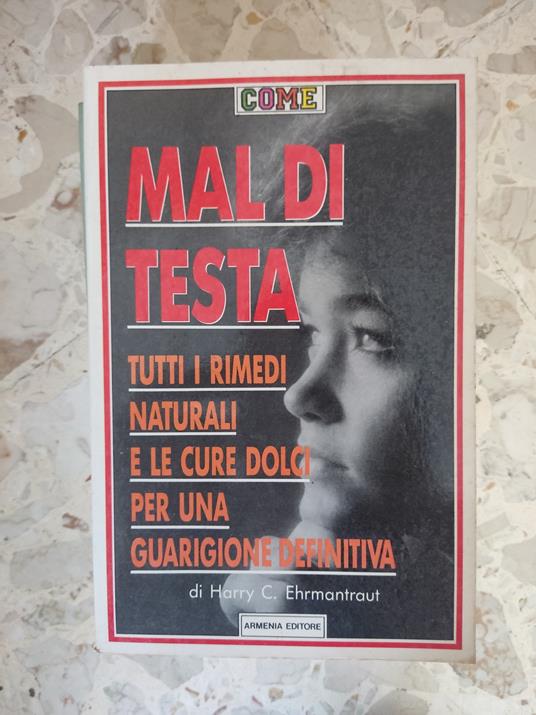 COME
MAL DI
TESTA
TUTTI I RIMEDI
NATURALI
E LE CURE DOLCI
PER UNA
GUARIGIONE DEFINITIVA
di Harry C. Ehrmantraut
ARMENIA EDITORE